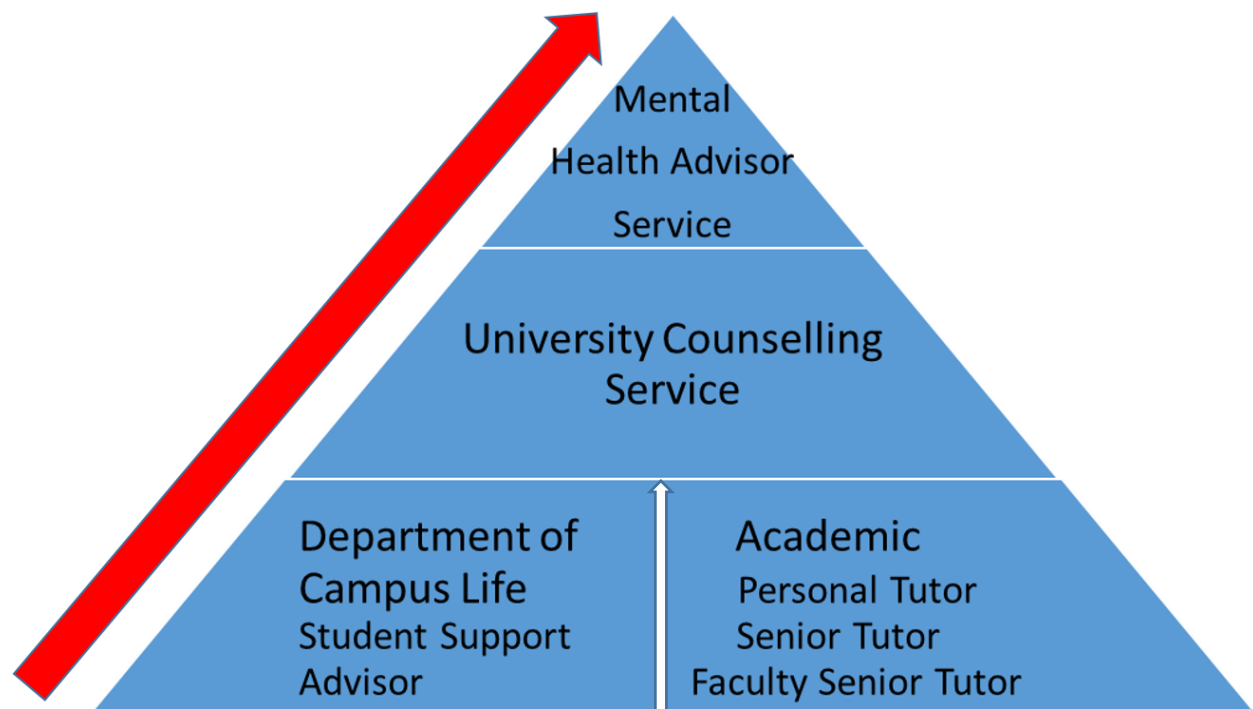 Mental
Health Advisor
Service
University Counselling
Service
Department of
Campus Life
Student Support
Advisor
Academic
Personal Tutor
Senior Tutor
Faculty Senior Tutor